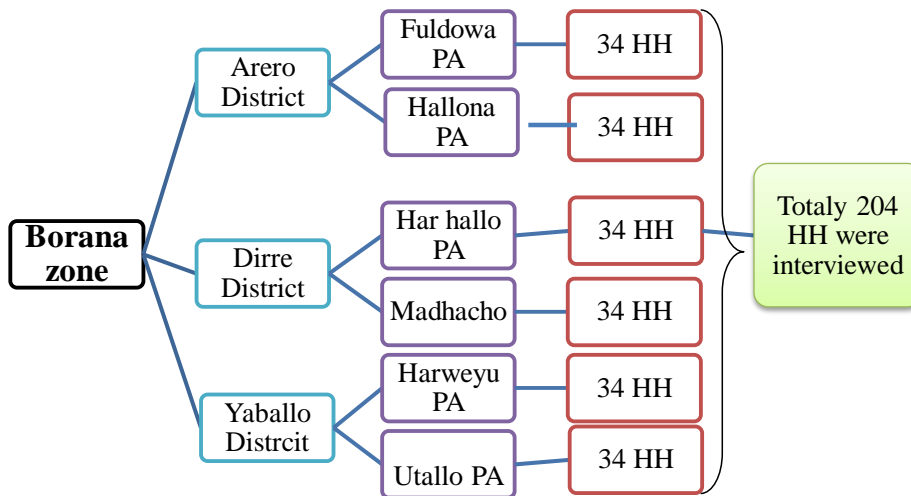 Borana
zone
Arero
District
Dirre
District
Yaballo
Distrcit
Fuldowa
PA
Hallona
PA
Har hallo
PA
Madhacho
Harweyu
PA
Utallo PA
34 HH
34 HH
34 HH
34 HH
34 HH
34 HH
Totaly 204
HH were
interviewed